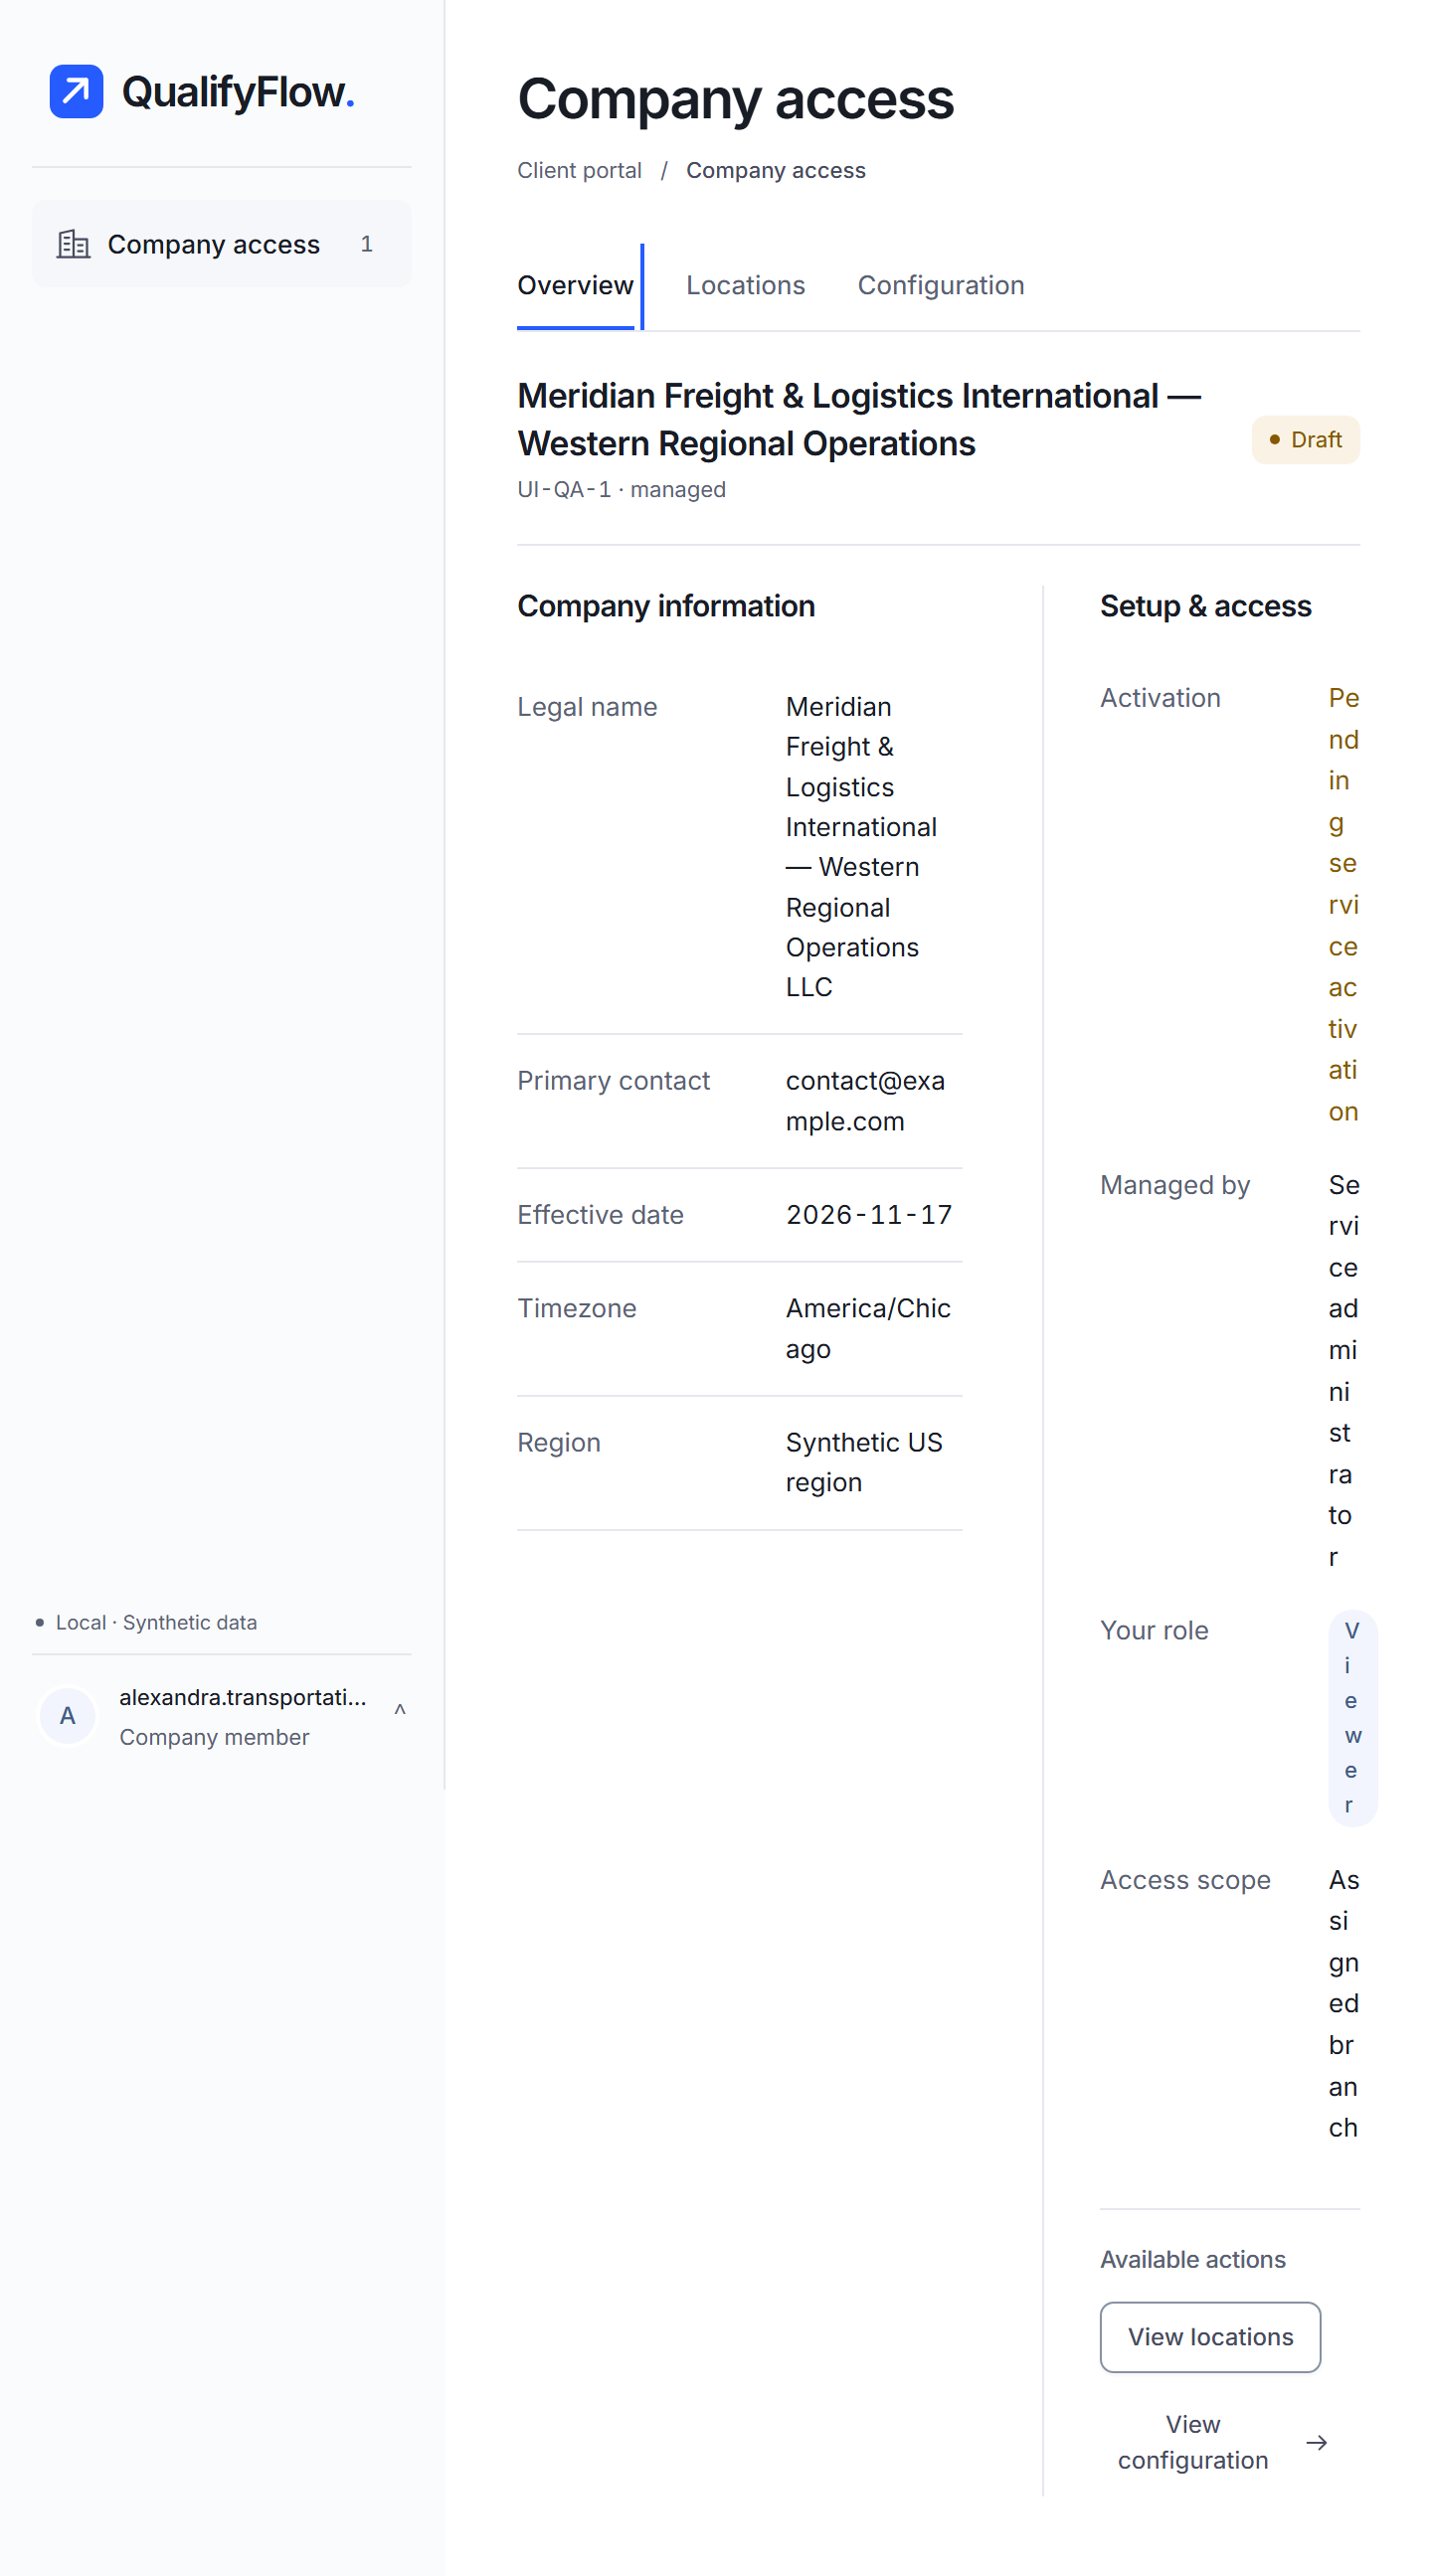 QualifyFlow.
Company access 1
Local · Synthetic data
A
alexandra.transportati...
Company member
^
Company access
Client portal / Company access
Overview Locations Configuration
Meridian Freight & Logistics International —
Western Regional Operations
Draft
UI-QA-1 · managed
Company information
Legal name
Meridian
Freight &
Logistics
International
— Western
Regional
Operations
LLC
Primary contact
contact@exa
mple.com
Effective date
2026-11-17
Timezone
America/Chic
ago
Region
Synthetic US
region
Setup & access
Activation
Pe
nd
in
g
se
rvi
ce
ac
tiv
ati
on
Managed by
Se
rvi
ce
ad
mi
ni
st
ra
to
r
Your role
V
i
e
w
e
r
Access scope
As
si
gn
ed
br
an
ch
Available actions
View locations
View
configuration →